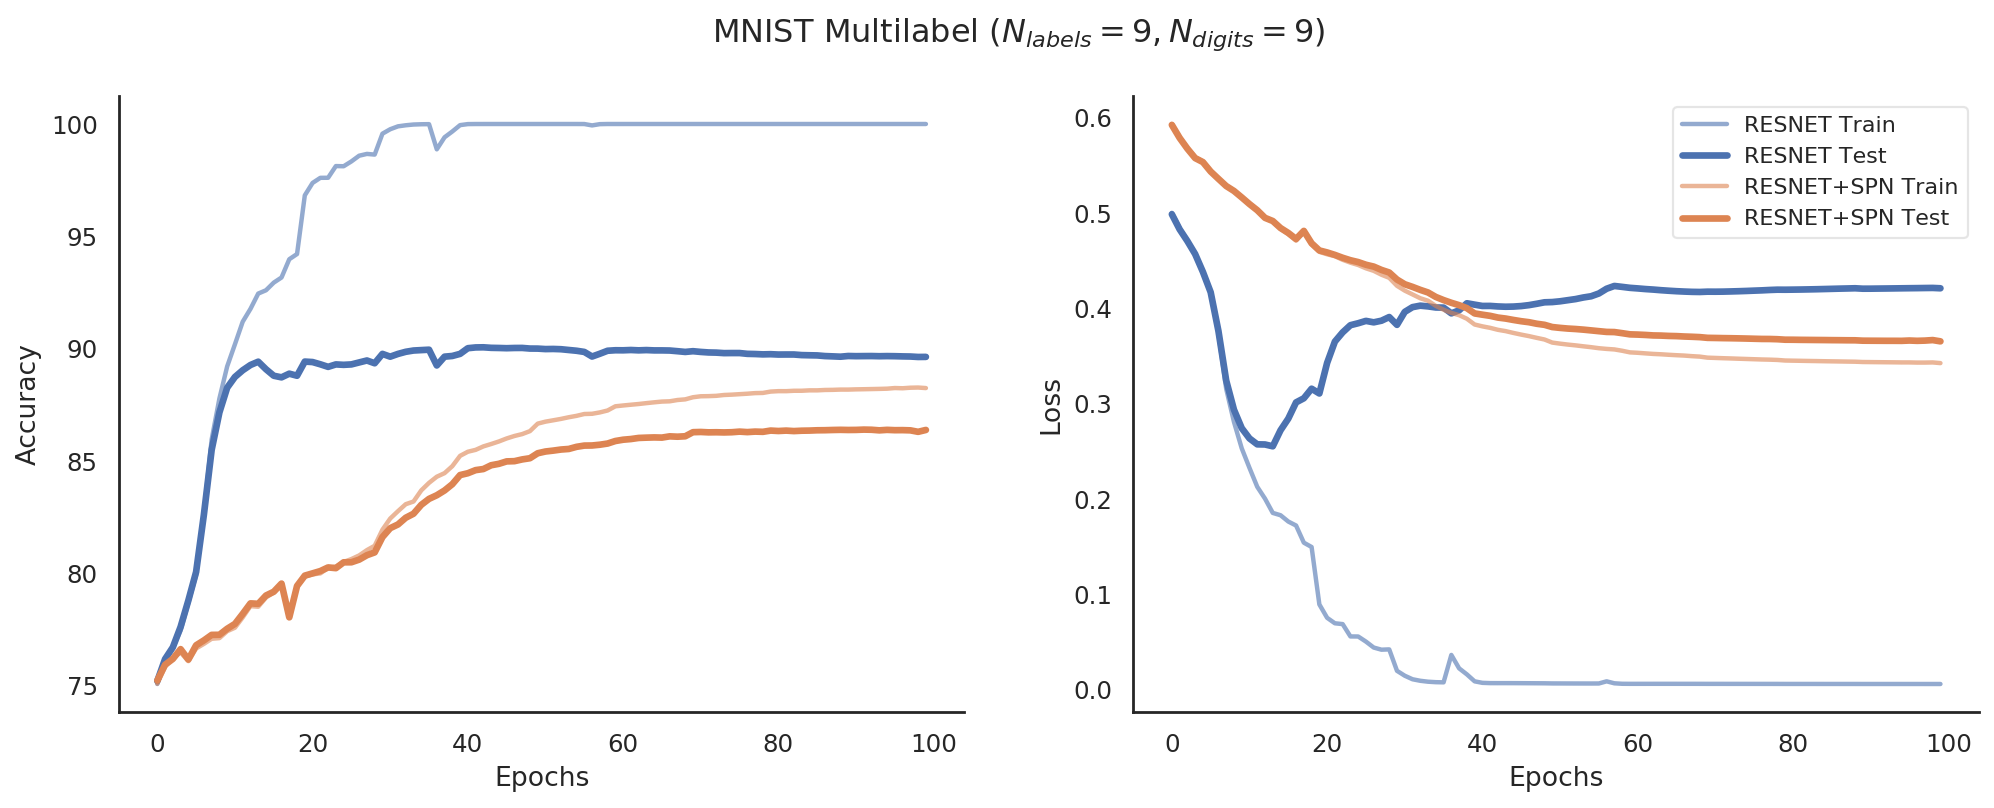 MNIST Multilabel (N_labels = 9, N_digits = 9)
Accuracy
100
95
90
85
80
75
0 20 40 60 80 100
Epochs
Loss
0.6
0.5
0.4
0.3
0.2
0.1
0.0
0 20 40 60 80 100
Epochs
RESNET Train
RESNET Test
RESNET+SPN Train
RESNET+SPN Test